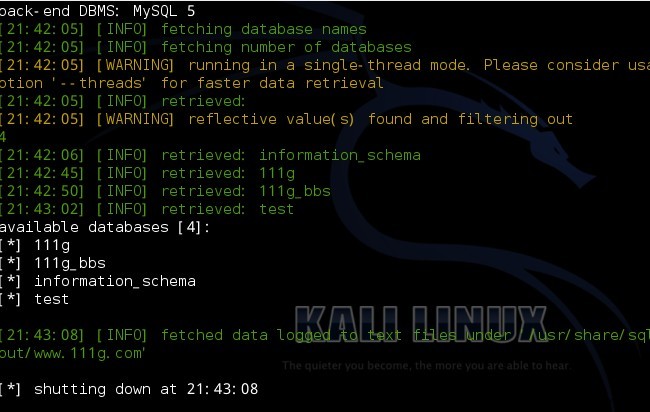 back-end DBMS: MySQL 5
[21:42:05] [INFO] fetching database names
[21:42:05] [INFO] fetching number of databases
[21:42:05] [WARNING] running in a single-thread mode. Please consider usa
ption '--threads' for faster data retrieval
[21:42:05] [INFO] retrieved:
[21:42:05] [WARNING] reflective value(s) found and filtering out
4
[21:42:06] [INFO] retrieved: information_schema
[21:42:45] [INFO] retrieved: 111g
[21:42:50] [INFO] retrieved: 111g_bbs
[21:43:02] [INFO] retrieved: test
available databases [4]:
[*] 111g
[*] 111g_bbs
[*] information_schema
[*] test
KALI LINUX
[21:43:08] [INFO] fetched data logged to text files under '/usr/share/sql
out/www.111g.com'
The quieter you become, the more you are able to hear.
[*] shutting down at 21:43:08